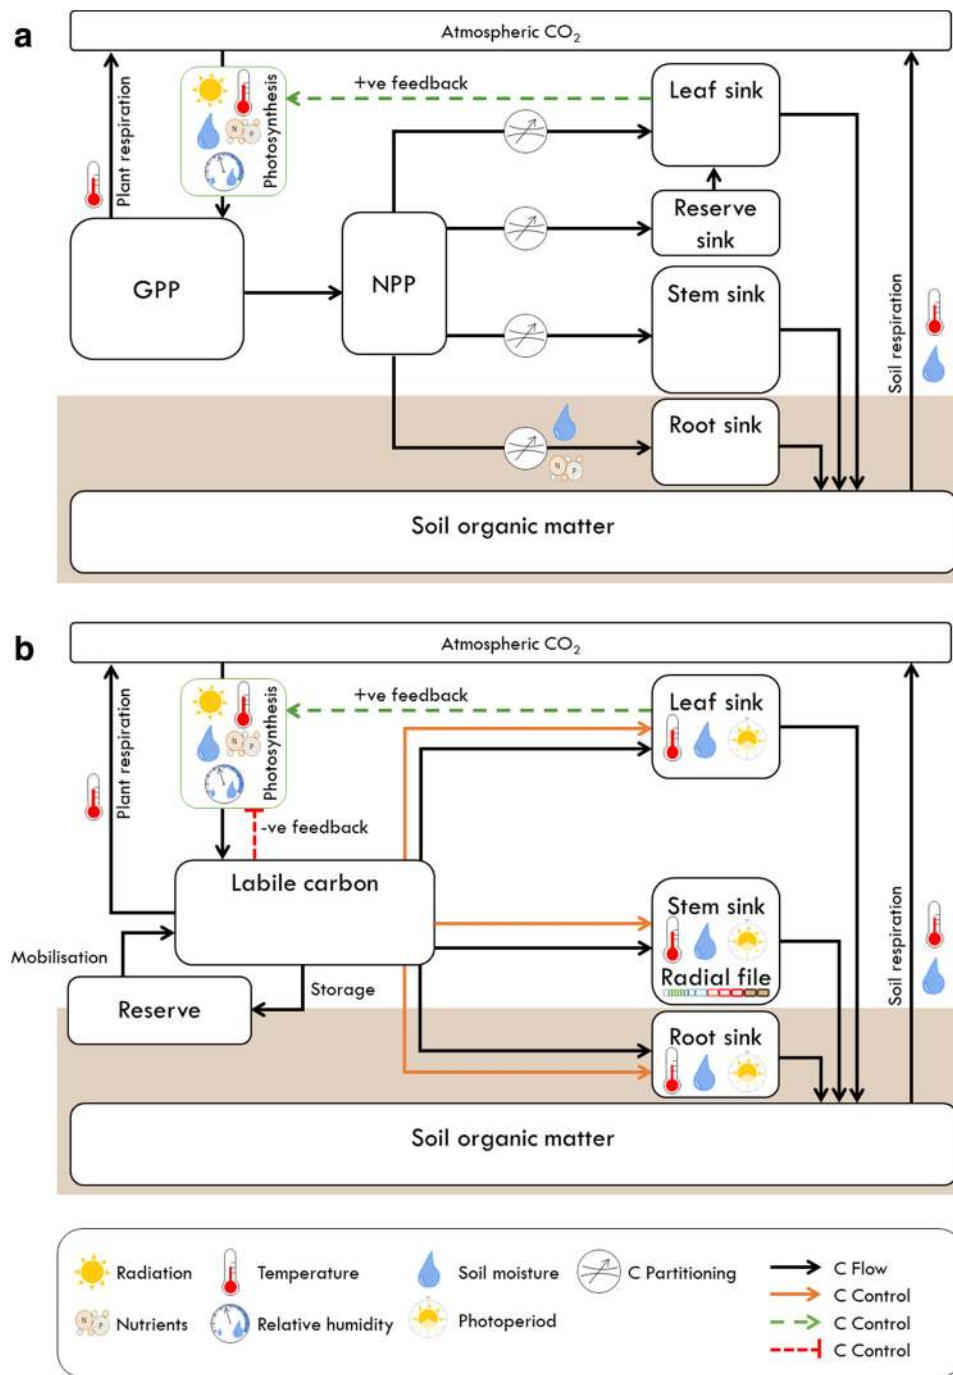 a
Atmospheric CO₂
Plant respiration
N P
Photosynthesis
+ve feedback
Leaf sink
Reserve
sink
GPP
NPP
Stem sink
Soil respiration
Root sink
N P
Soil organic matter
b
Atmospheric CO₂
Plant respiration
N P
Photosynthesis
+ve feedback
Leaf sink
-ve feedback
Labile carbon
Stem sink
Radial file
Mobilisation
Storage
Reserve
Soil respiration
Root sink
Soil organic matter
Radiation
Temperature
Soil moisture
C Partitioning
C Flow
C Control
N P
Nutrients
Relative humidity
Photoperiod
C Control
C Control